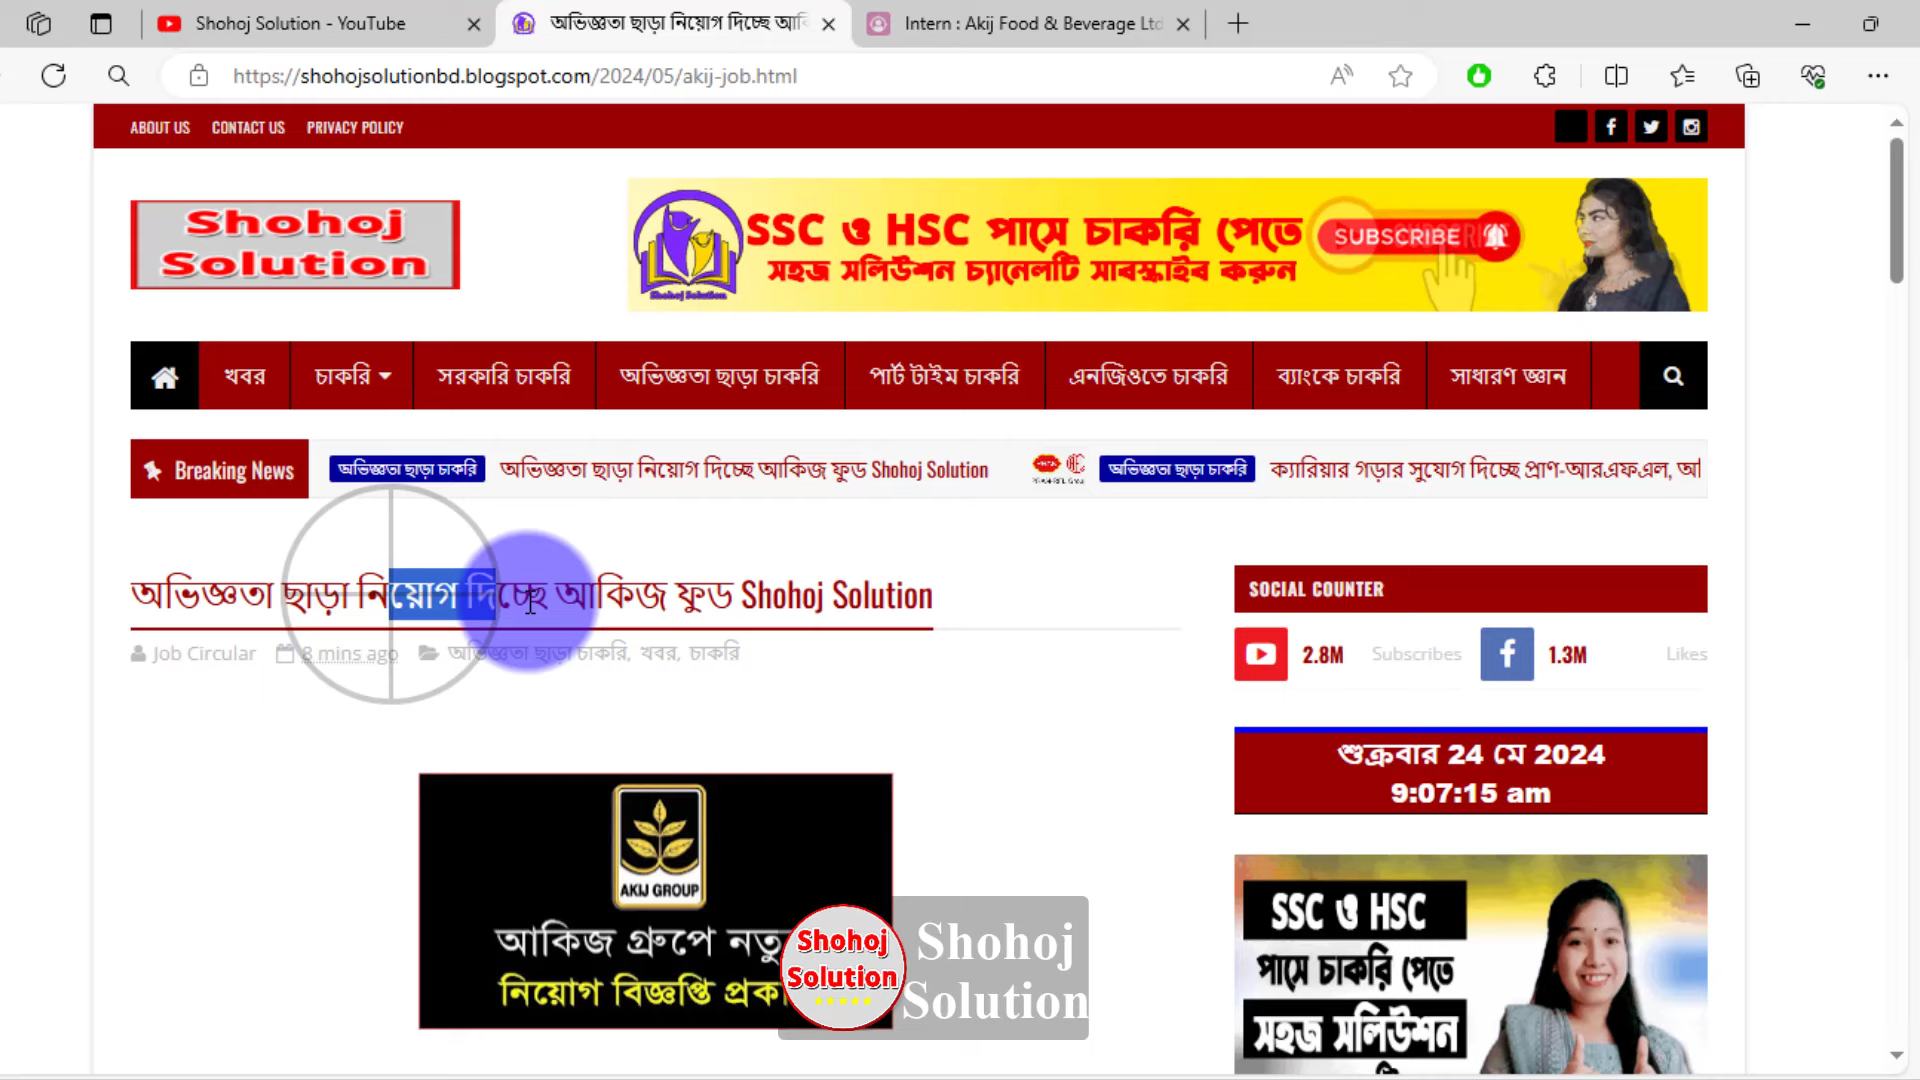 Shohoj Solution - YouTube
অভিজ্ঞতা ছাড়া নিয়োগ দিচ্ছে আকি
Intern : Akij Food & Beverage Ltd
https://shohojsolutionbd.blogspot.com/2024/05/akij-job.html
ABOUT US CONTACT US PRIVACY POLICY
Shohoj
Solution
SSC ও HSC পাসে চাকরি পেতে
সহজ সলিউশন চ্যানেলটি সাবস্ক্রাইব করুন
SUBSCRIBE
Shohoj Solution
খবর চাকরি সরকারি চাকরি অভিজ্ঞতা ছাড়া চাকরি পার্ট টাইম চাকরি এনজিওতে চাকরি ব্যাংকে চাকরি সাধারণ জ্ঞান
Breaking News অভিজ্ঞতা ছাড়া চাকরি অভিজ্ঞতা ছাড়া নিয়োগ দিচ্ছে আকিজ ফুড Shohoj Solution অভিজ্ঞতা ছাড়া চাকরি ক্যারিয়ার গড়ার সুযোগ দিচ্ছে প্রাণ-আরএফএল,
অভিজ্ঞতা ছাড়া নিয়োগ দিচ্ছে আকিজ ফুড Shohoj Solution
Job Circular 8 mins ago অভিজ্ঞতা ছাড়া চাকরি, খবর, চাকরি
SOCIAL COUNTER
2.8M Subscribes 1.3M Likes
শুক্রবার 24 মে 2024
9:07:15 am
AKIJ GROUP
আকিজ গ্রুপে নতু
নিয়োগ বিজ্ঞপ্তি প্রকা
Shohoj
Solution
Shohoj
Solution
SSC ও HSC
পাসে চাকরি পেতে
সহজ সলিউশন